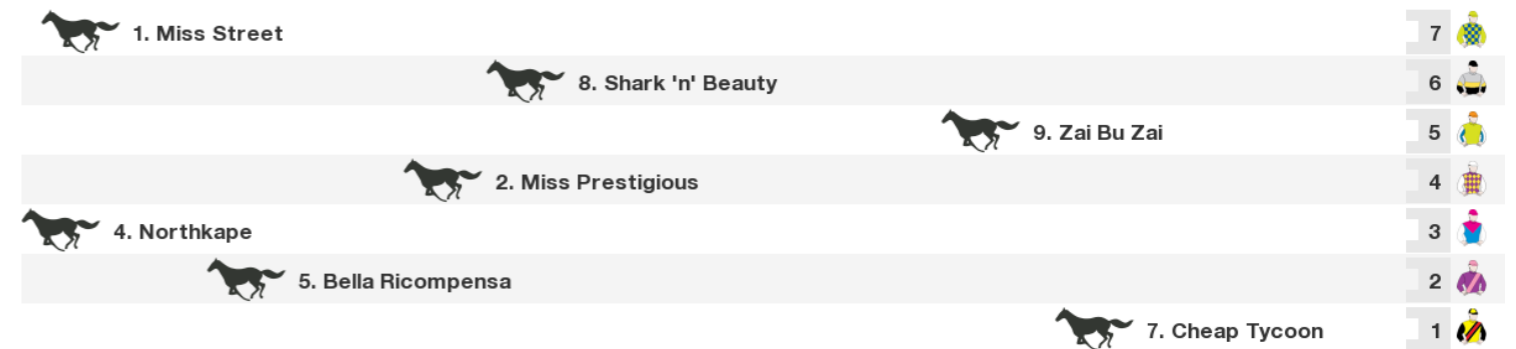 1. Miss Street 7
8. Shark 'n' Beauty 6
9. Zai Bu Zai 5
2. Miss Prestigious 4
4. Northkape 3
5. Bella Ricompensa 2
7. Cheap Tycoon 1